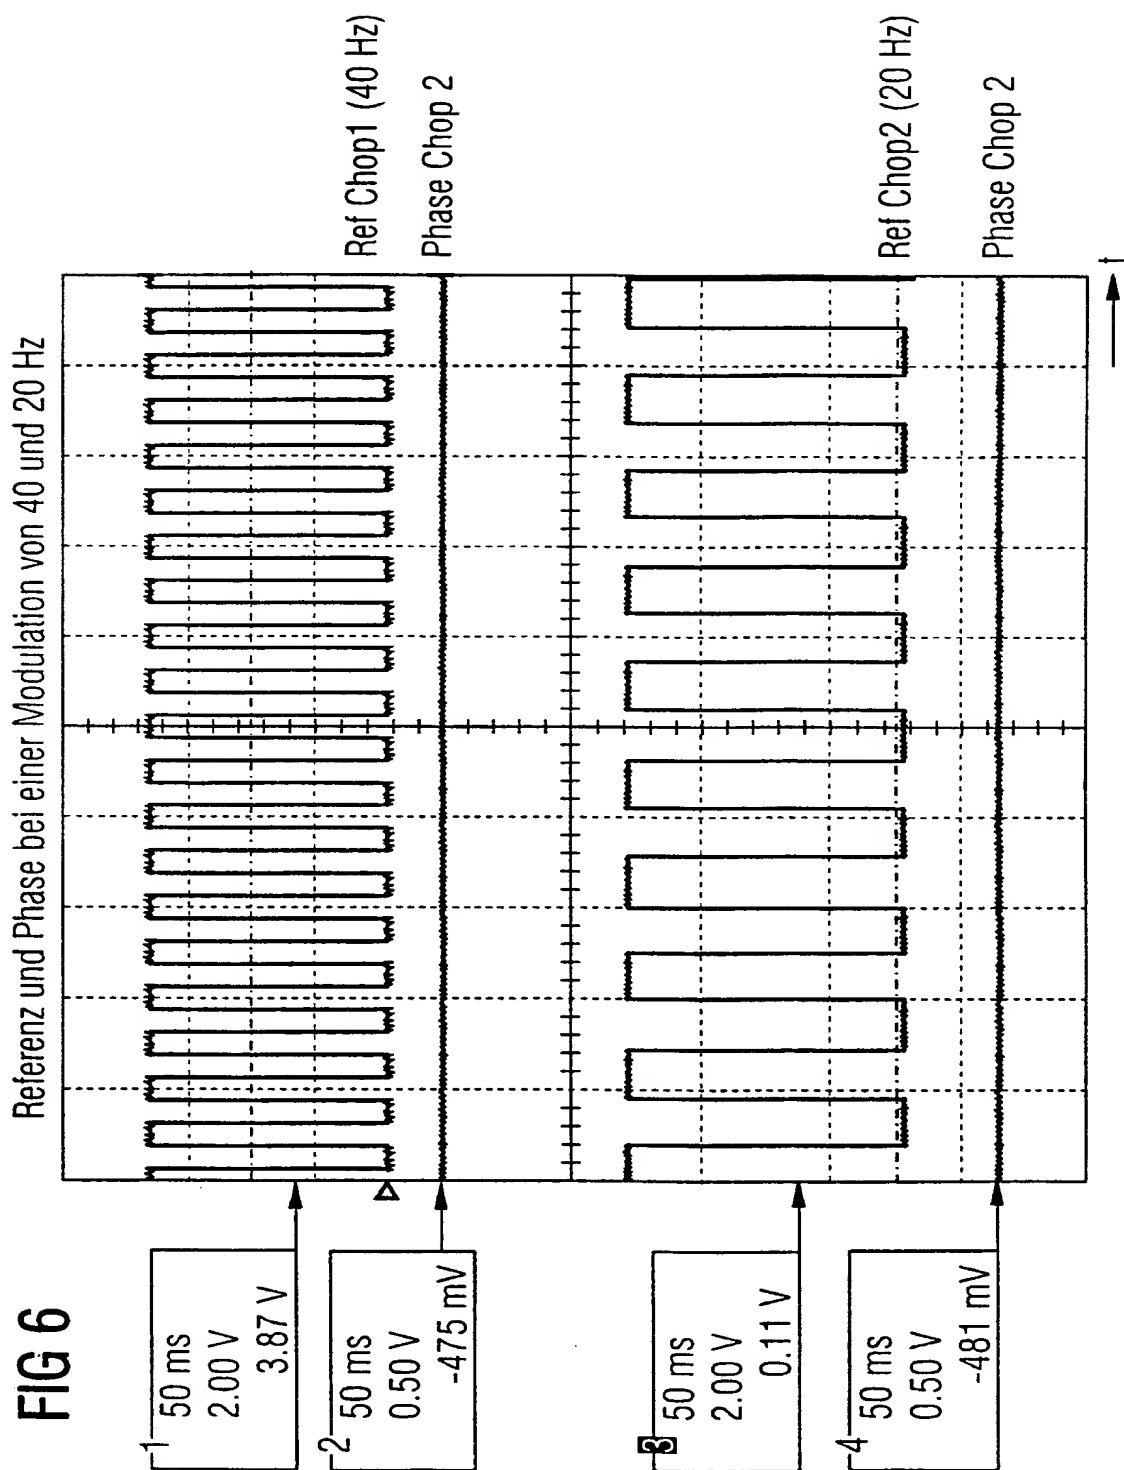 FIG 6
Referenz und Phase bei einer Modulation von 40 und 20 Hz
1
50 ms
2.00 V
3.87 V
2
50 ms
0.50 V
-475 mV
3
50 ms
2.00 V
0.11 V
4
50 ms
0.50 V
-481 mV
Ref Chop1 (40 Hz)
Phase Chop 2
Ref Chop2 (20 Hz)
Phase Chop 2
t